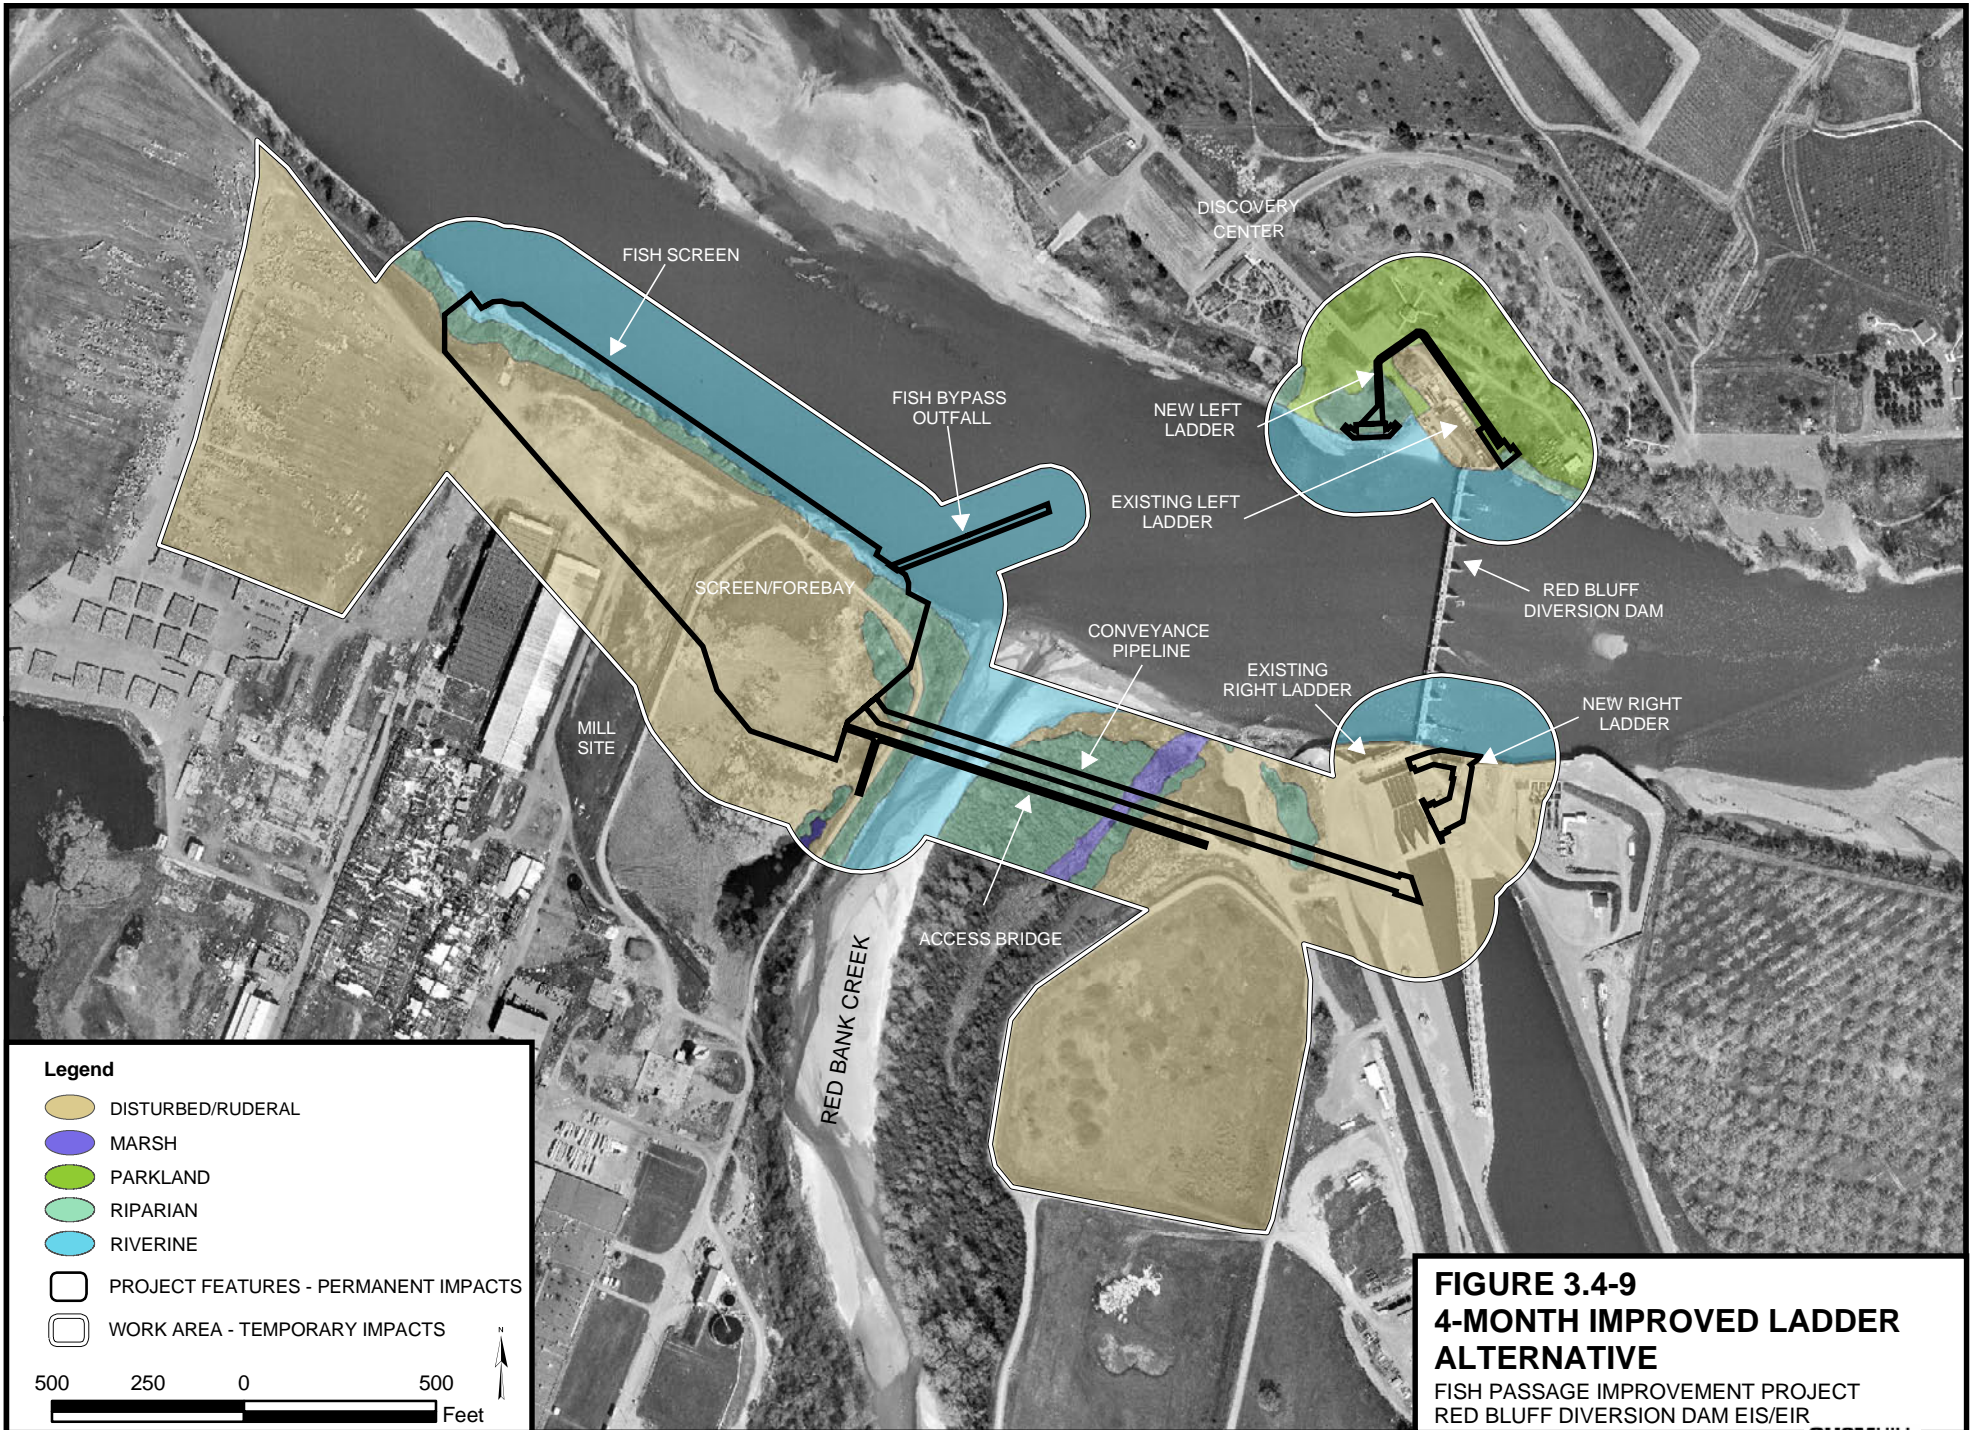 DISCOVERY
CENTER
FISH SCREEN
FISH BYPASS
OUTFALL
NEW LEFT
LADDER
EXISTING LEFT
LADDER
SCREEN/FOREBAY
RED BLUFF
DIVERSION DAM
CONVEYANCE
PIPELINE
EXISTING
RIGHT LADDER
NEW RIGHT
LADDER
MILL
SITE
ACCESS BRIDGE
RED BANK CREEK
Legend
DISTURBED/RUDERAL
MARSH
PARKLAND
RIPARIAN
RIVERINE
PROJECT FEATURES - PERMANENT IMPACTS
WORK AREA - TEMPORARY IMPACTS
N
500 250 0 500
Feet
FIGURE 3.4-9
4-MONTH IMPROVED LADDER
ALTERNATIVE
FISH PASSAGE IMPROVEMENT PROJECT
RED BLUFF DIVERSION DAM EIS/EIR